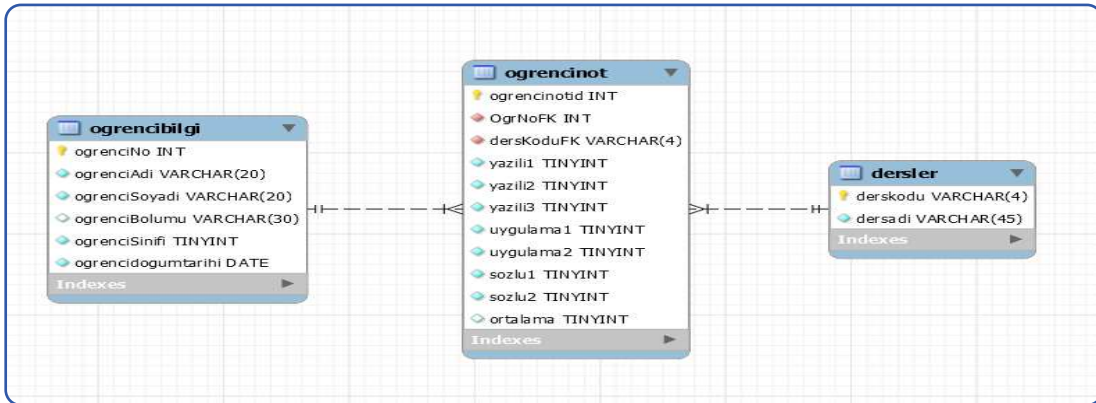 ogrencibilgi
ogrenciNo INT
ogrenciAdi VARCHAR(20)
ogrenciSoyadi VARCHAR(20)
ogrenciBolumu VARCHAR(30)
ogrenciSinifi TINYINT
ogrencidogumtarihi DATE
Indexes
ogrencinot
ogrencinotid INT
OgrNoFK INT
dersKoduFK VARCHAR(4)
yazili1 TINYINT
yazili2 TINYINT
yazili3 TINYINT
uygulama1 TINYINT
uygulama2 TINYINT
sozlu1 TINYINT
sozlu2 TINYINT
ortalama TINYINT
Indexes
dersler
derskodu VARCHAR(4)
dersadi VARCHAR(45)
Indexes